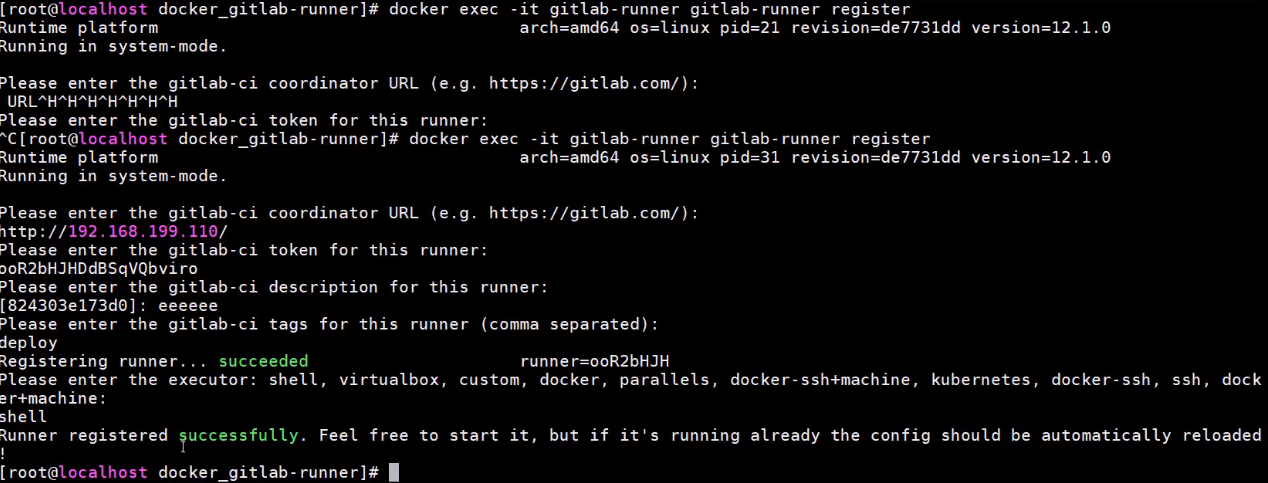 [root@localhost docker_gitlab-runner]# docker exec -it gitlab-runner gitlab-runner register
Runtime platform                                    arch=amd64 os=linux pid=21 revision=de7731dd version=12.1.0
Running in system-mode.
Please enter the gitlab-ci coordinator URL (e.g. https://gitlab.com/):
URL^H^H^H^H^H^H^H
Please enter the gitlab-ci token for this runner:
^C[root@localhost docker_gitlab-runner]# docker exec -it gitlab-runner gitlab-runner register
Runtime platform                                    arch=amd64 os=linux pid=31 revision=de7731dd version=12.1.0
Running in system-mode.
Please enter the gitlab-ci coordinator URL (e.g. https://gitlab.com/):
http://192.168.199.110/
Please enter the gitlab-ci token for this runner:
ooR2bHJHDdBSqVQbviro
Please enter the gitlab-ci description for this runner:
[824303e173d0]: eeeeee
Please enter the gitlab-ci tags for this runner (comma separated):
deploy
Registering runner... succeeded                     runner=ooR2bHJH
Please enter the executor: shell, virtualbox, custom, docker, parallels, docker-ssh+machine, kubernetes, docker-ssh, ssh, dock
er+machine:
shell
Runner registered successfully. Feel free to start it, but if it's running already the config should be automatically reloaded
!
[root@localhost docker_gitlab-runner]#